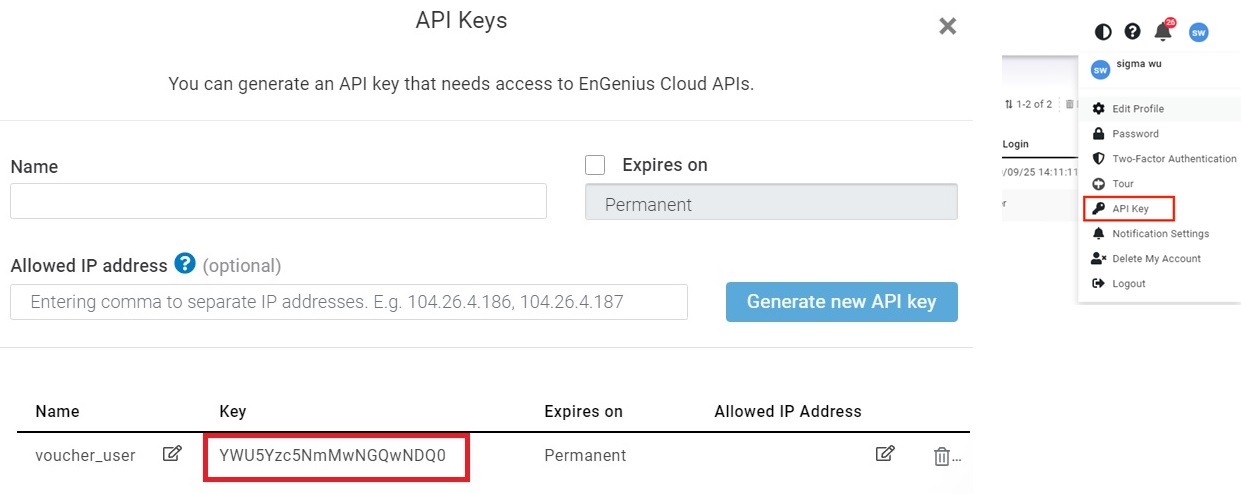 API Keys
You can generate an API key that needs access to EnGenius Cloud APIs.
Name
Expires on
Permanent
Allowed IP address ? (optional)
Entering comma to separate IP addresses. E.g. 104.26.4.186, 104.26.4.187
Generate new API key
Name Key Expires on Allowed IP Address
voucher_user YWU5Yzc5NmMwNGQwNDQ0 Permanent ...
26
SW
SW sigma wu
1-2 of 2
Login
/09/25 14:11:11
Edit Profile
Password
Two-Factor Authentication
Tour
API Key
Notification Settings
Delete My Account
Logout